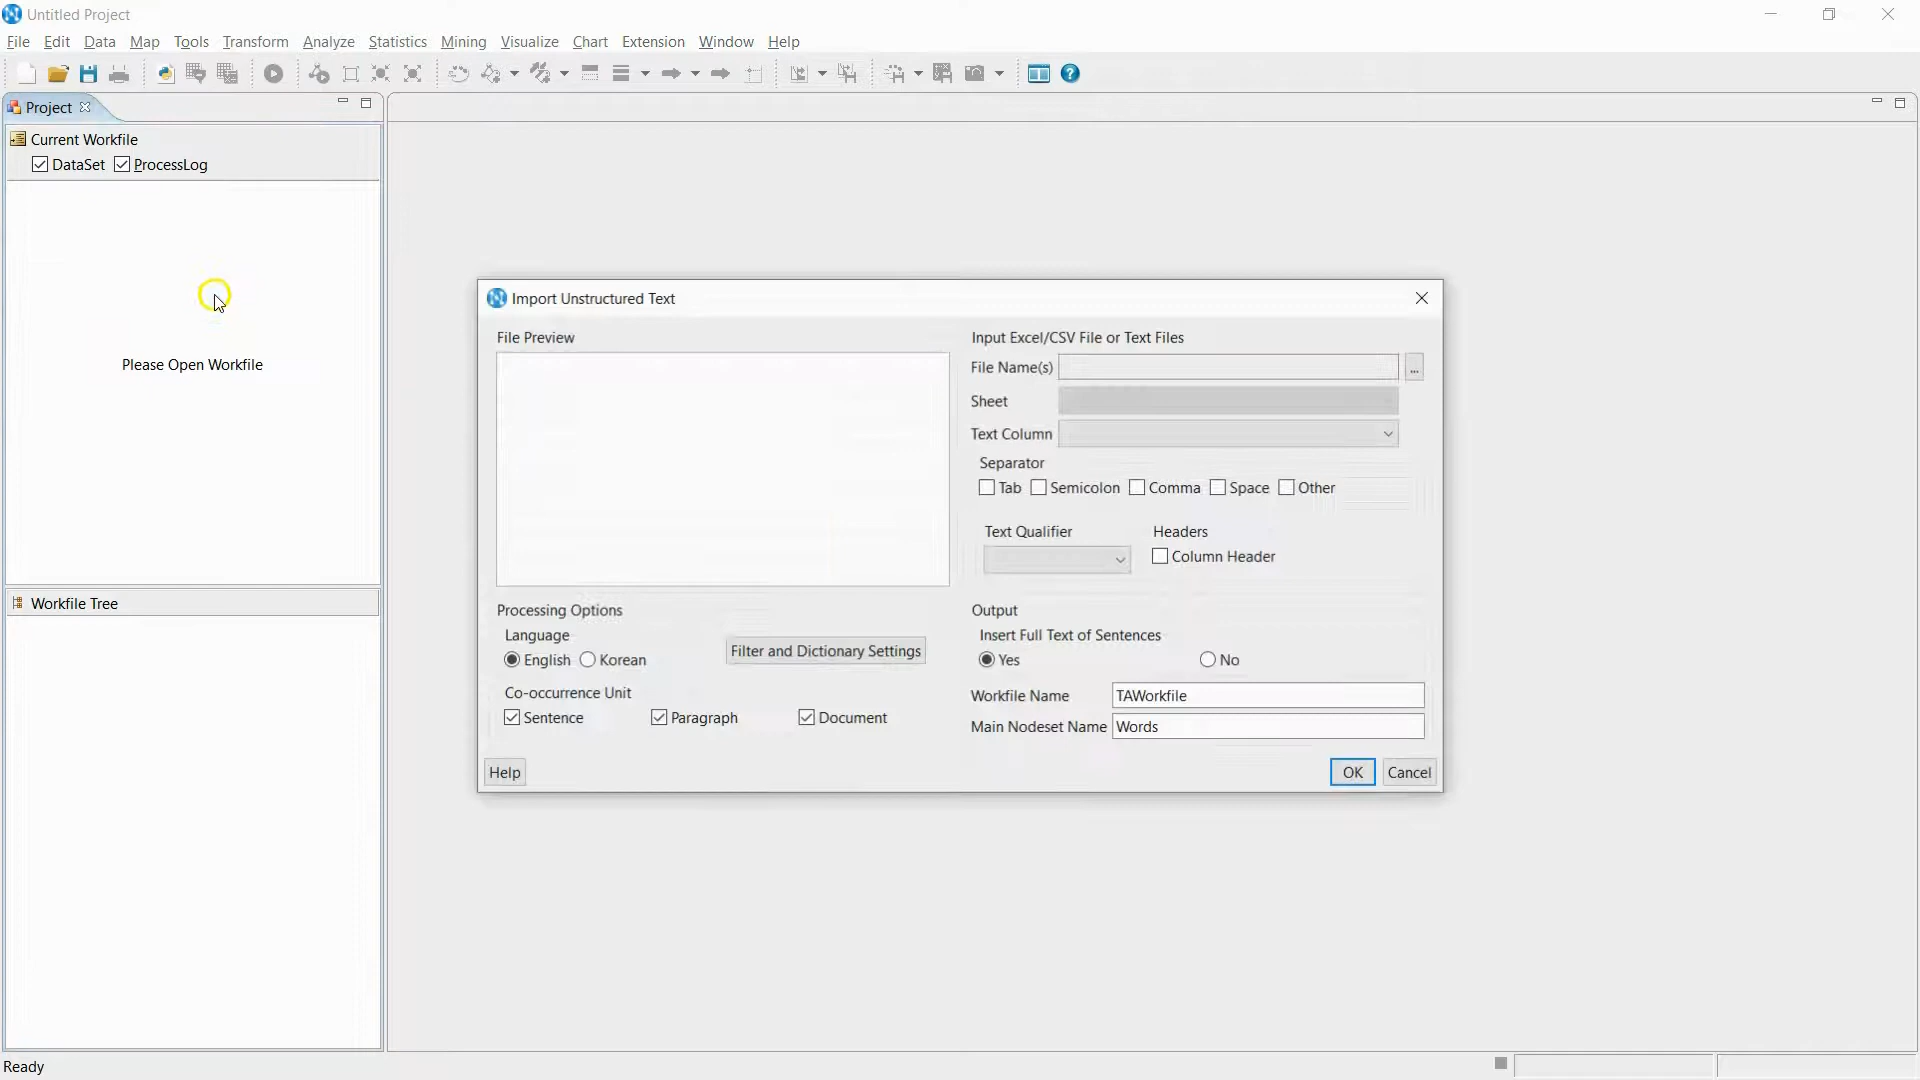 Untitled Project
File Edit Data Map Tools Transform Analyze Statistics Mining Visualize Chart Extension Window Help
Project
Current Workfile
DataSet ProcessLog
Please Open Workfile
Workfile Tree
Import Unstructured Text
File Preview
Input Excel/CSV File or Text Files
File Name(s) ...
Sheet
Text Column
Separator
Tab Semicolon Comma Space Other
Text Qualifier Headers
Column Header
Processing Options
Language
English Korean
Filter and Dictionary Settings
Co-occurrence Unit
Sentence Paragraph Document
Output
Insert Full Text of Sentences
Yes No
Workfile Name TAWorkfile
Main Nodeset Name Words
Help OK Cancel
Ready